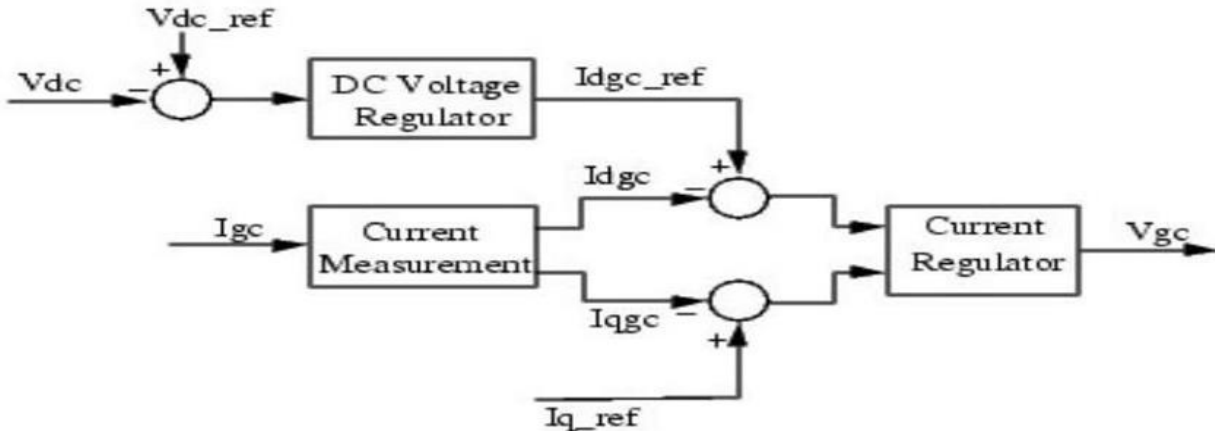 Vdc_ref
Vdc
+
−
DC Voltage
Regulator
Idgc_ref
Igc
Current
Measurement
Idgc
+
−
Iqgc
−
+
Iq_ref
Current
Regulator
Vgc